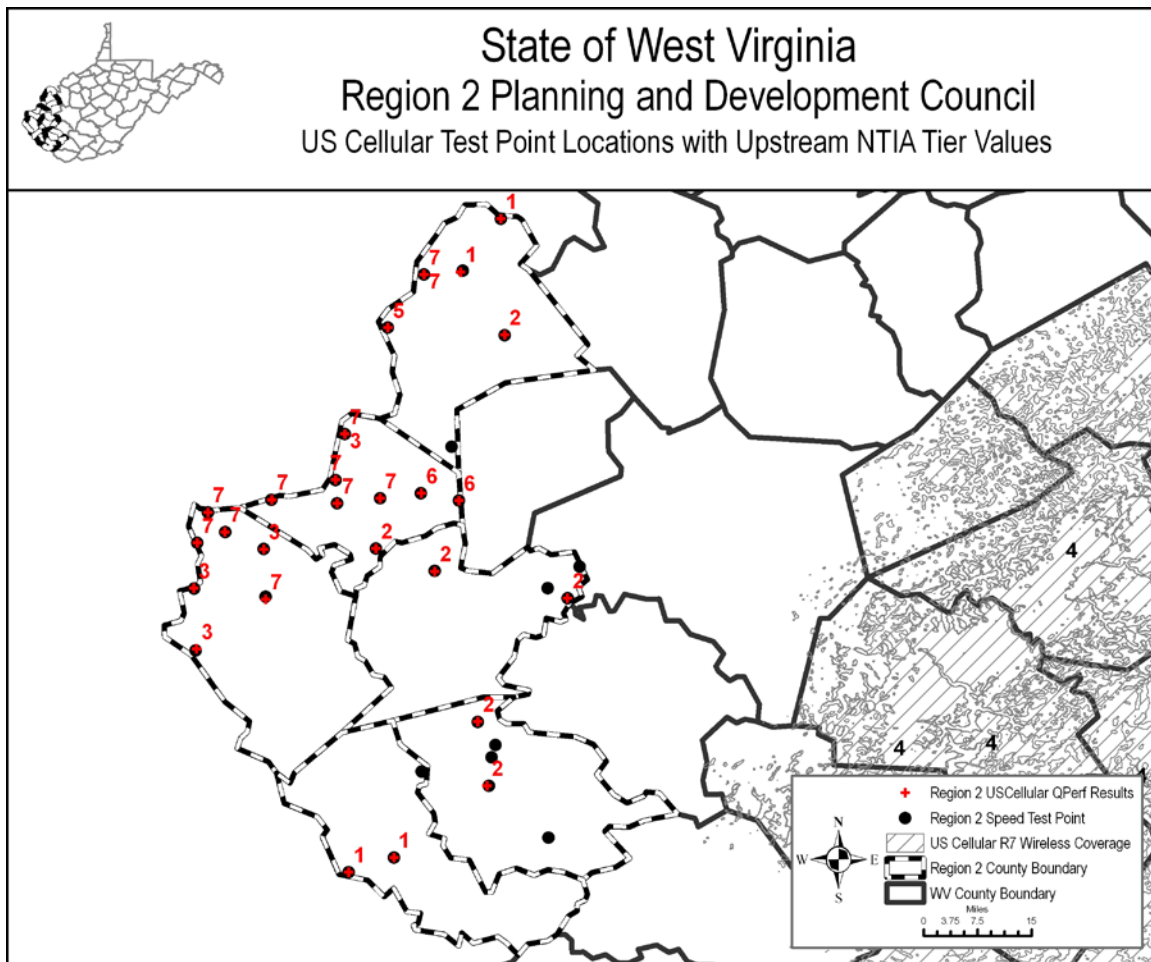 State of West Virginia
Region 2 Planning and Development Council
US Cellular Test Point Locations with Upstream NTIA Tier Values
1
7
1
7
5
2
7
3
7
7
7
6
6
7
7
7
7
3
2
2
2
3
7
3
2
2
1
1
4
4
4
4
Region 2 USCellular QPerf Results
Region 2 Speed Test Point
US Cellular R7 Wireless Coverage
Region 2 County Boundary
WV County Boundary
N
W
E
S
Miles
0 3.75 7.5 15